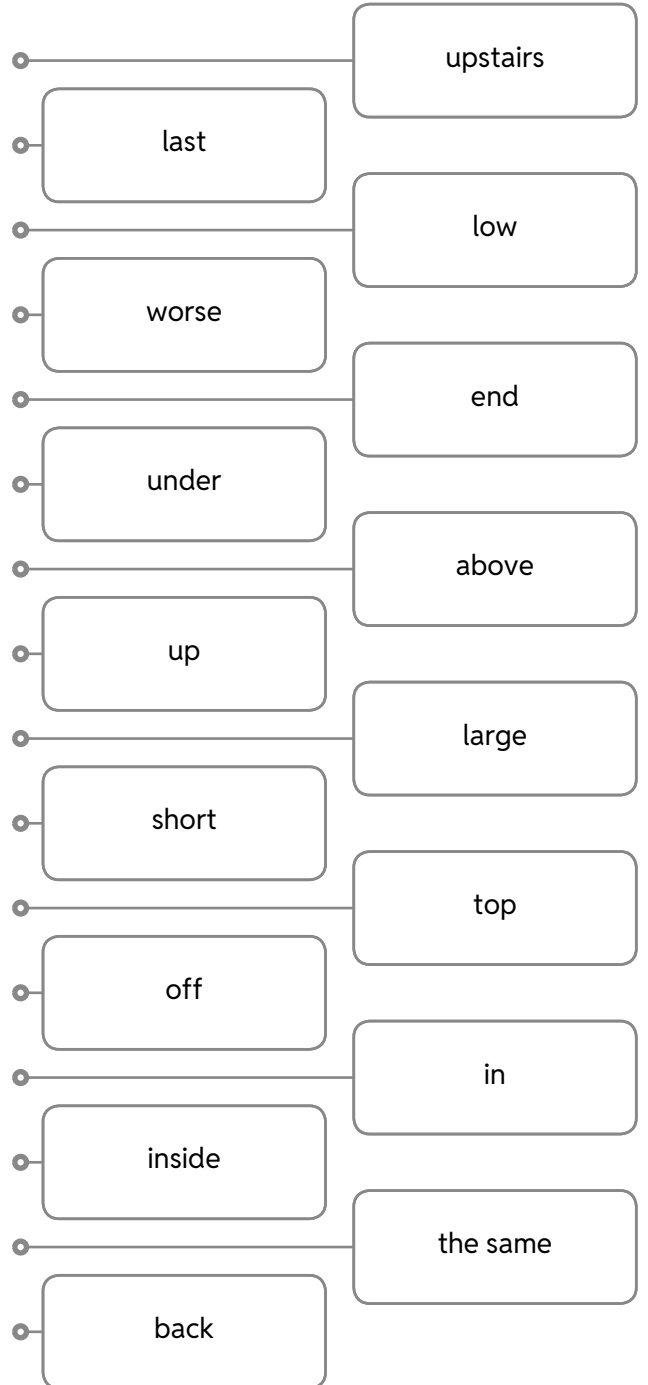 upstairs
last
low
worse
end
under
above
up
large
short
top
off
in
inside
the same
back